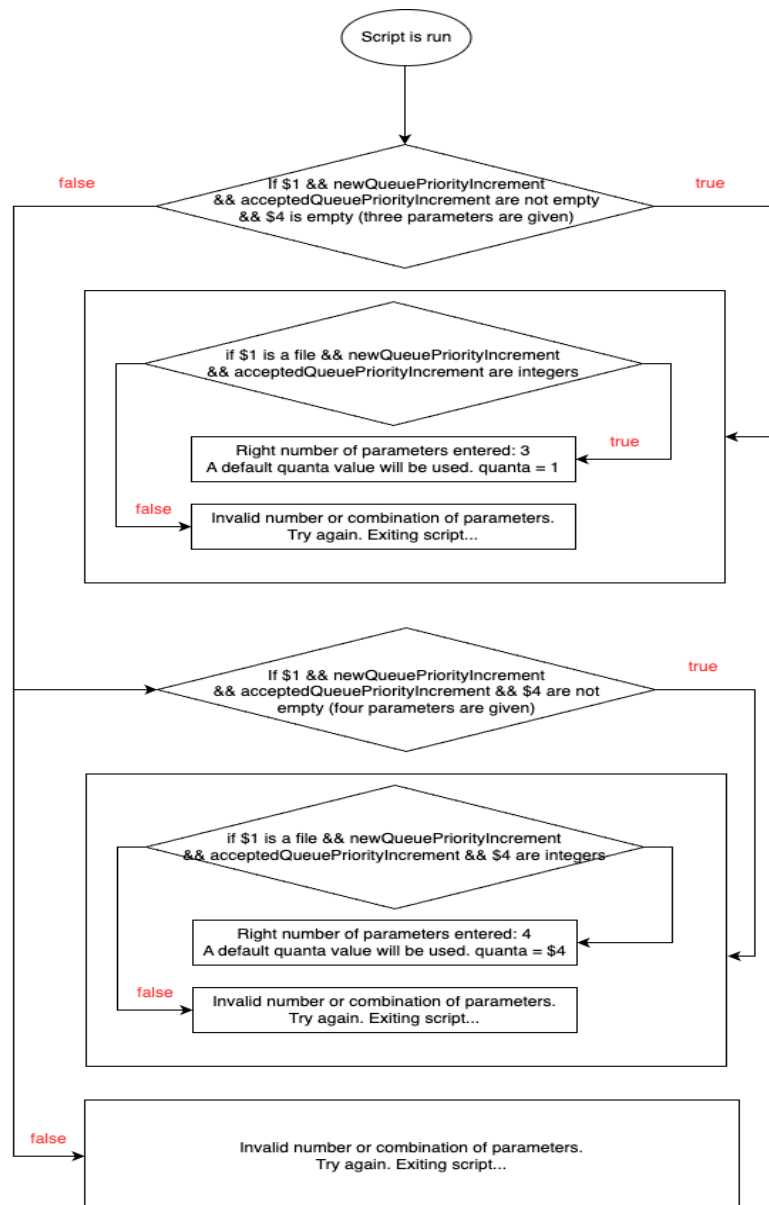 Script is run
false
If $1 && newQueuePriorityIncrement
&& acceptedQueuePriorityIncrement are not empty
&& $4 is empty (three parameters are given)
true
if $1 is a file && newQueuePriorityIncrement
&& acceptedQueuePriorityIncrement are integers
Right number of parameters entered: 3
A default quanta value will be used. quanta = 1
true
false
Invalid number or combination of parameters.
Try again. Exiting script...
If $1 && newQueuePriorityIncrement
&& acceptedQueuePriorityIncrement && $4 are not
empty (four parameters are given)
true
if $1 is a file && newQueuePriorityIncrement
&& acceptedQueuePriorityIncrement && $4 are integers
Right number of parameters entered: 4
A default quanta value will be used. quanta = $4
false
Invalid number or combination of parameters.
Try again. Exiting script...
false
Invalid number or combination of parameters.
Try again. Exiting script...